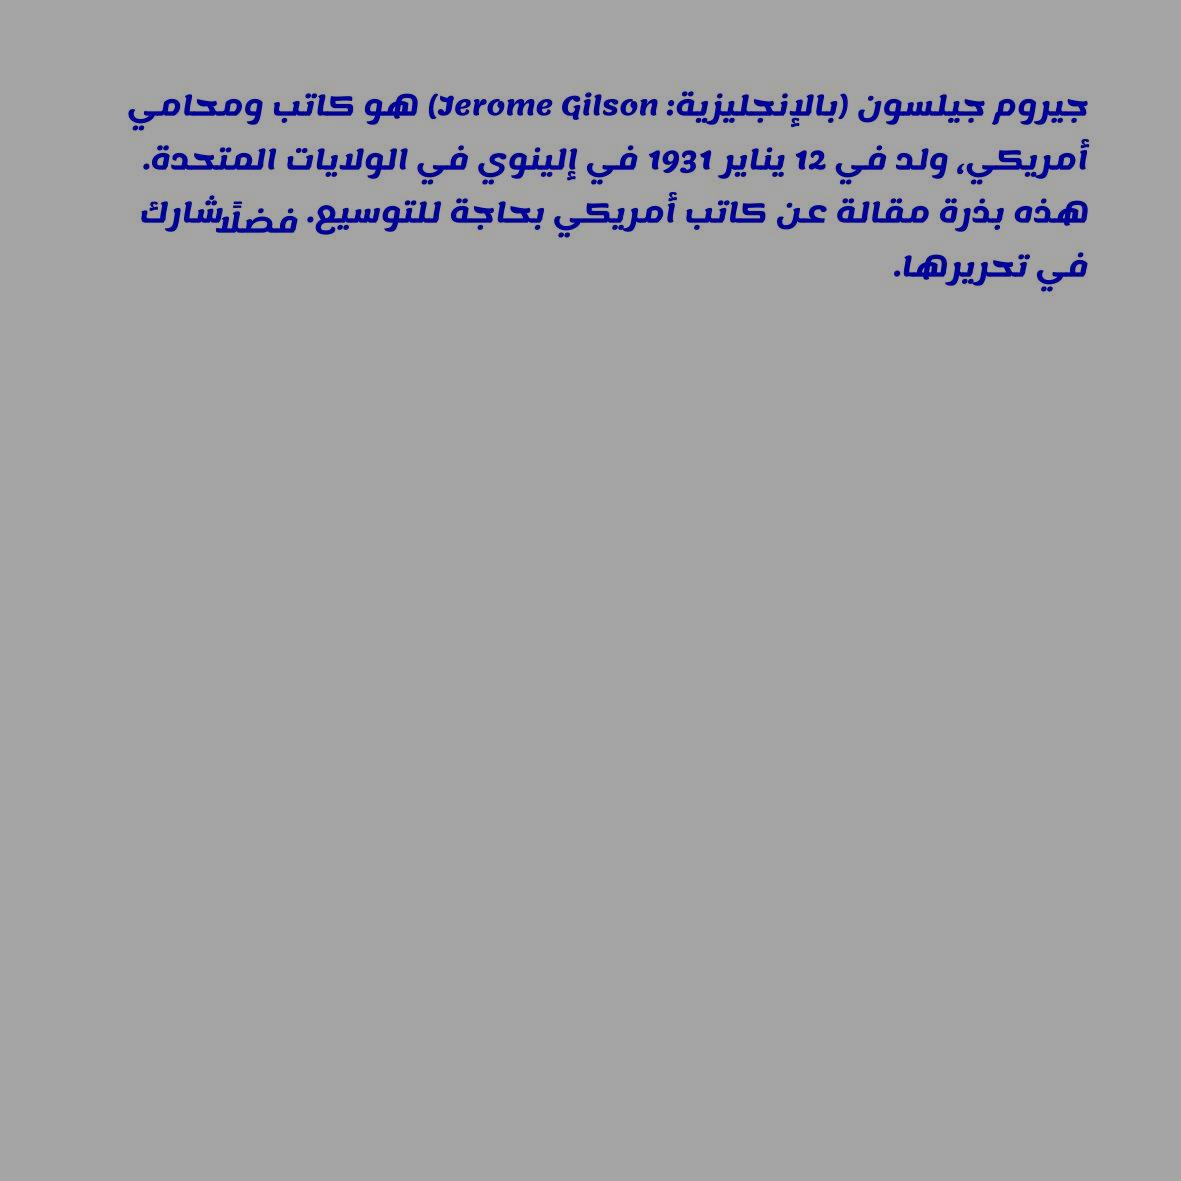 جيروم جيلسون (بالإنجليزية: Jerome Gilson) هو كاتب ومحامي
أمريكي، ولد في 12 يناير 1931 في إلينوي في الولايات المتحدة.
هذه بذرة مقالة عن كاتب أمريكي بحاجة للتوسيع. فضلًا شارك
في تحريرها.